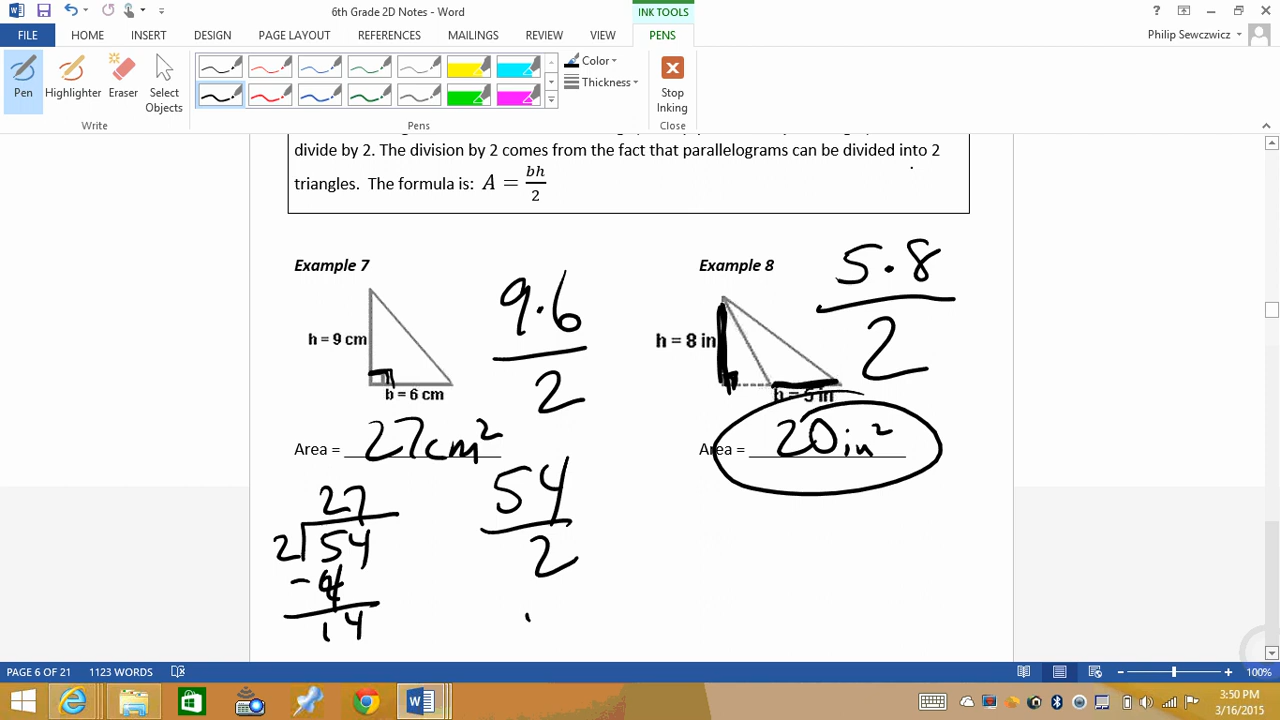 6th Grade 2D Notes - Word
INK TOOLS
FILE HOME INSERT DESIGN PAGE LAYOUT REFERENCES MAILINGS REVIEW VIEW PENS
Philip Sewczwicz
Pen
Highlighter
Eraser
Select Objects
Color
Thickness
Stop Inking
Write
Pens
Close
divide by 2. The division by 2 comes from the fact that parallelograms can be divided into 2
triangles. The formula is: A = bh/2
Example 7
9·6
2
h = 9 cm
b = 6 cm
Area = 27cm²
54
2
27
2 54
-4
14
Example 8
5·8
2
h = 8 in
b = 5 in
Area = 20in²
PAGE 6 OF 21 1123 WORDS
100%
3:50 PM
3/16/2015